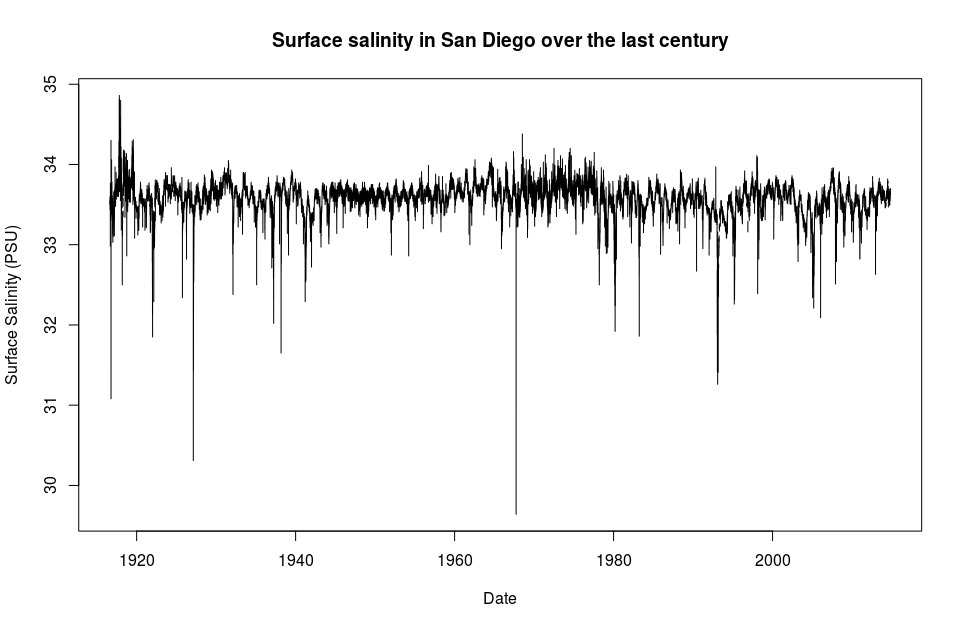 Surface salinity in San Diego over the last century
35
34
33
32
31
30
Surface Salinity (PSU)
1920 1940 1960 1980 2000
Date